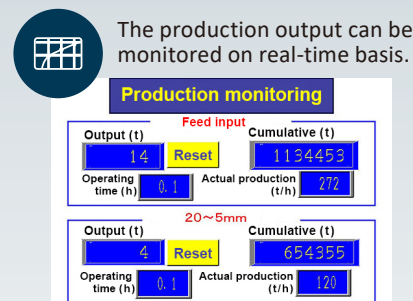 The production output can be
monitored on real-time basis.
Production monitoring
Feed input
Output (t) Cumulative (t)
14 Reset 1134453
Operating time (h) 0.1 Actual production (t/h) 272
20～5mm
Output (t) Cumulative (t)
4 Reset 654355
Operating time (h) 0.1 Actual production (t/h) 120